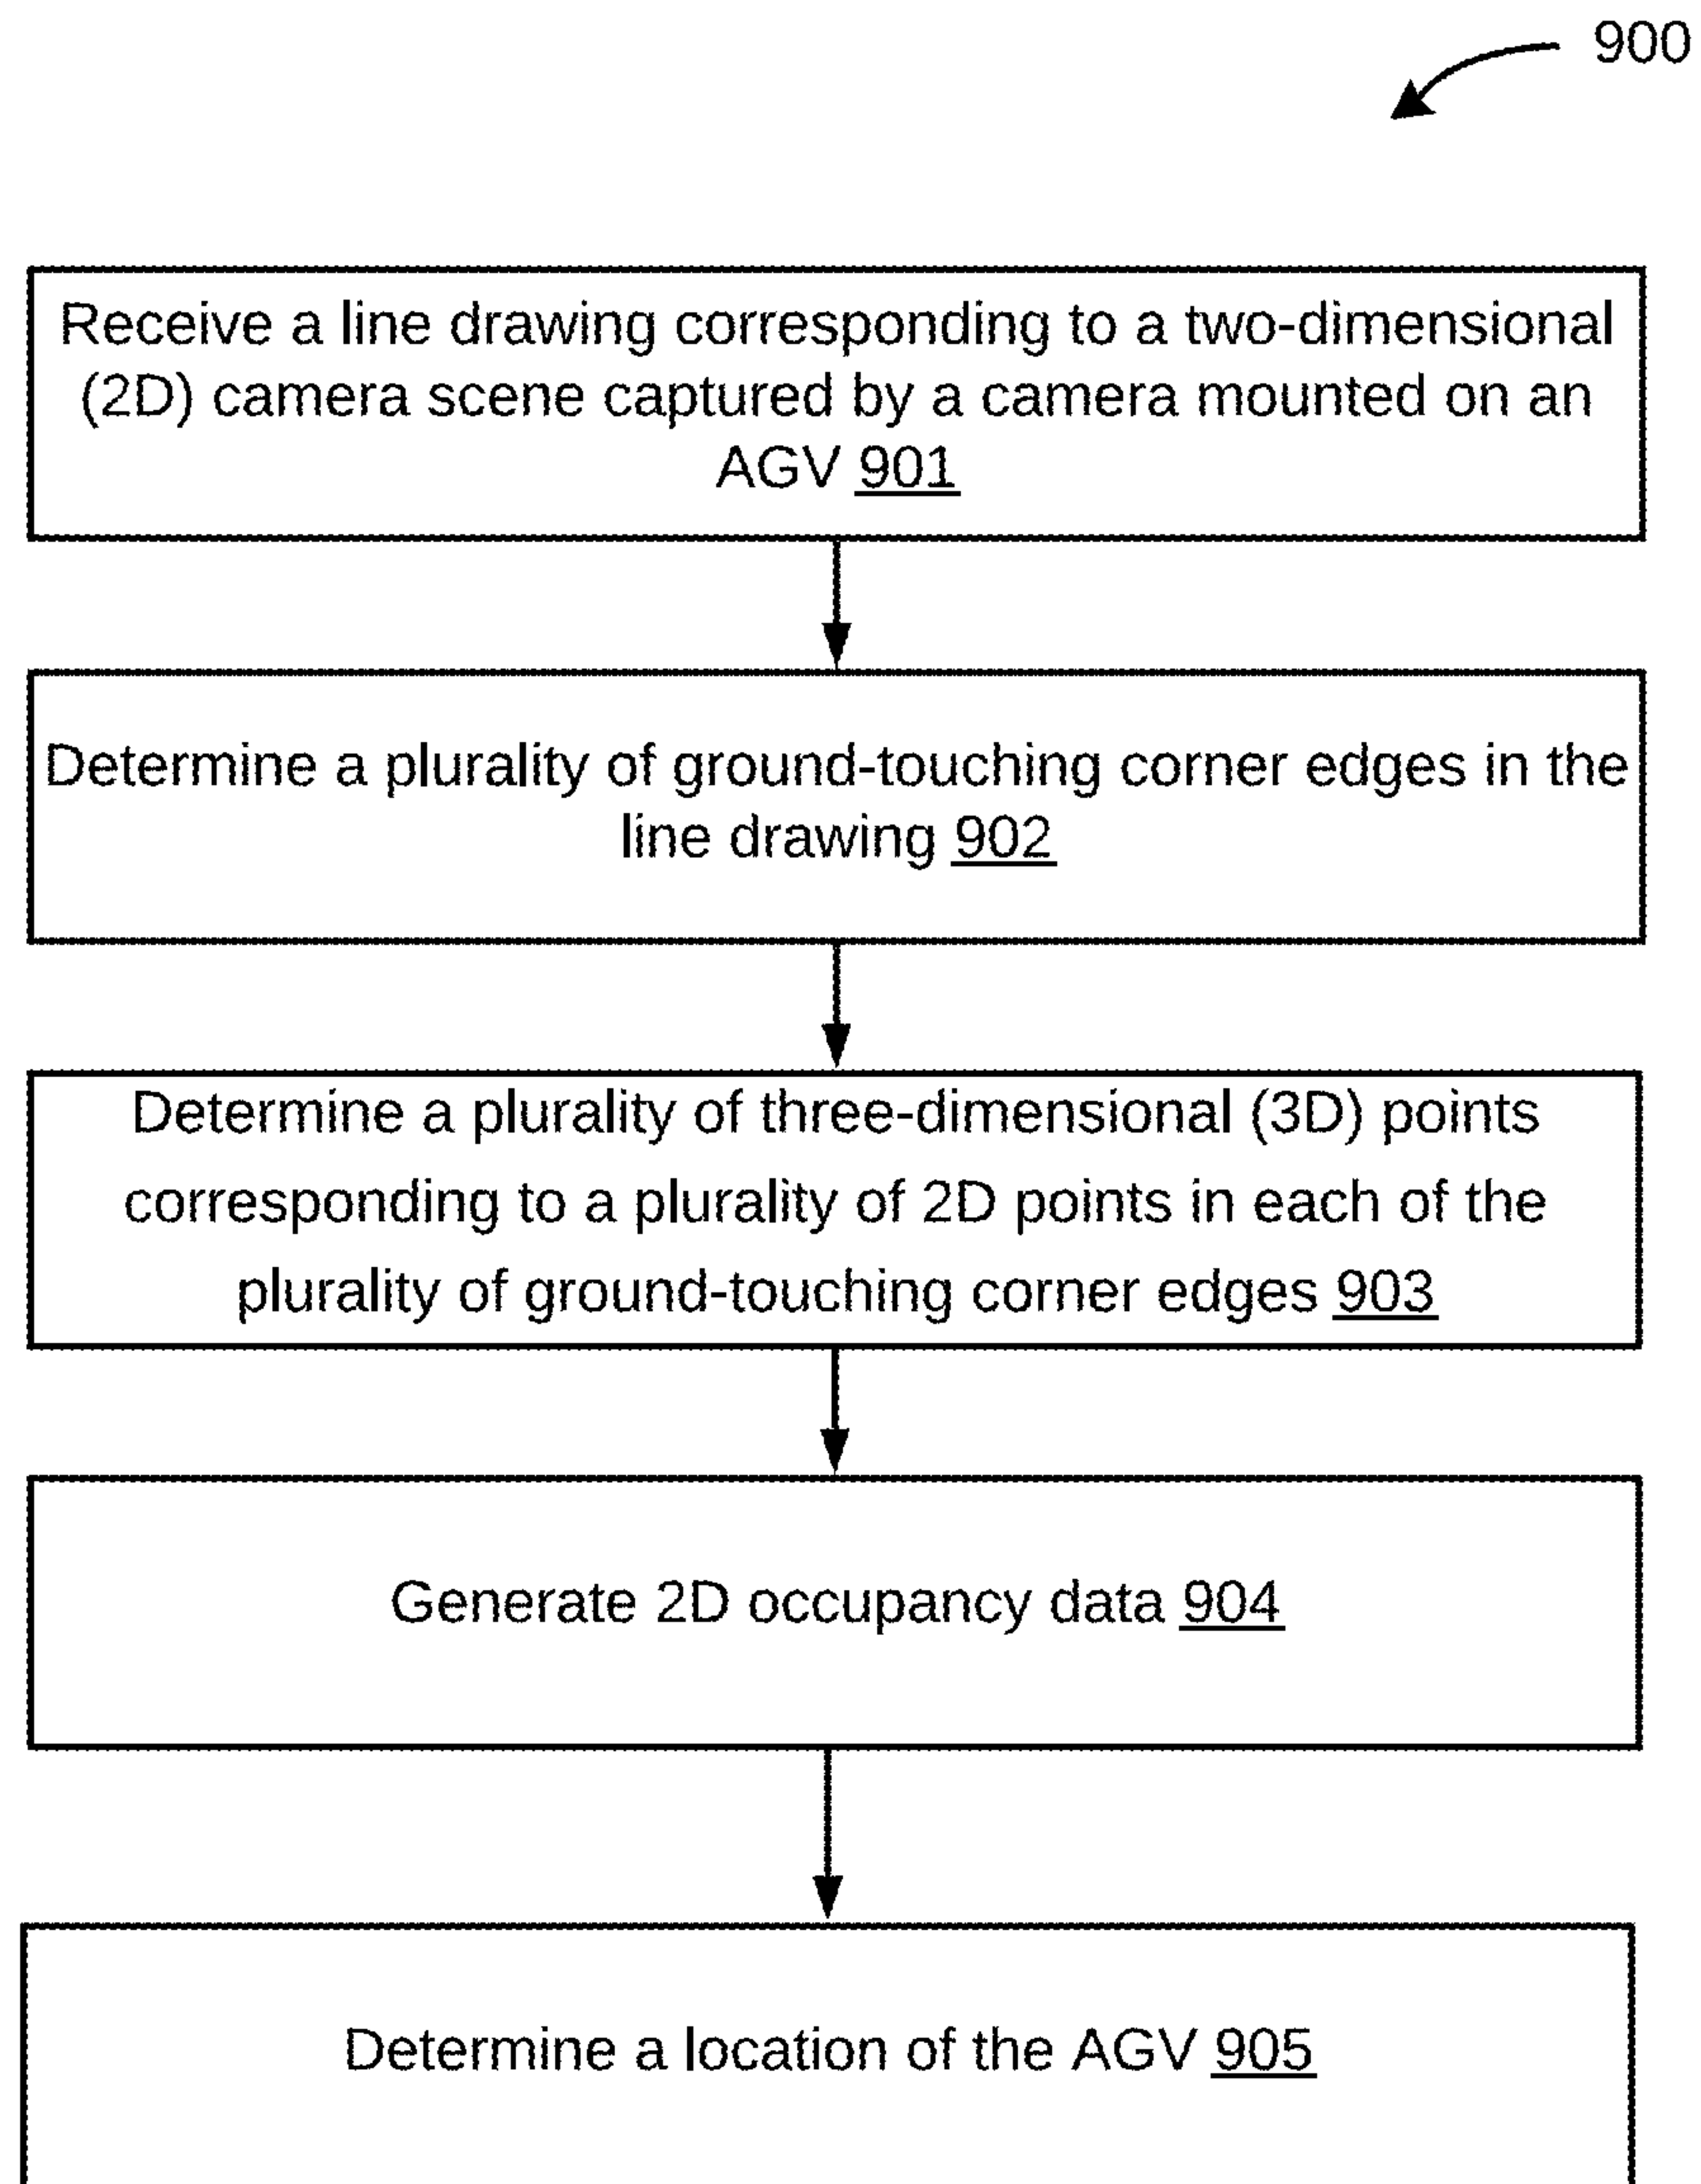 900
Receive a line drawing corresponding to a two-dimensional
(2D) camera scene captured by a camera mounted on an
AGV 901
Determine a plurality of ground-touching corner edges in the
line drawing 902
Determine a plurality of three-dimensional (3D) points
corresponding to a plurality of 2D points in each of the
plurality of ground-touching corner edges 903
Generate 2D occupancy data 904
Determine a location of the AGV 905